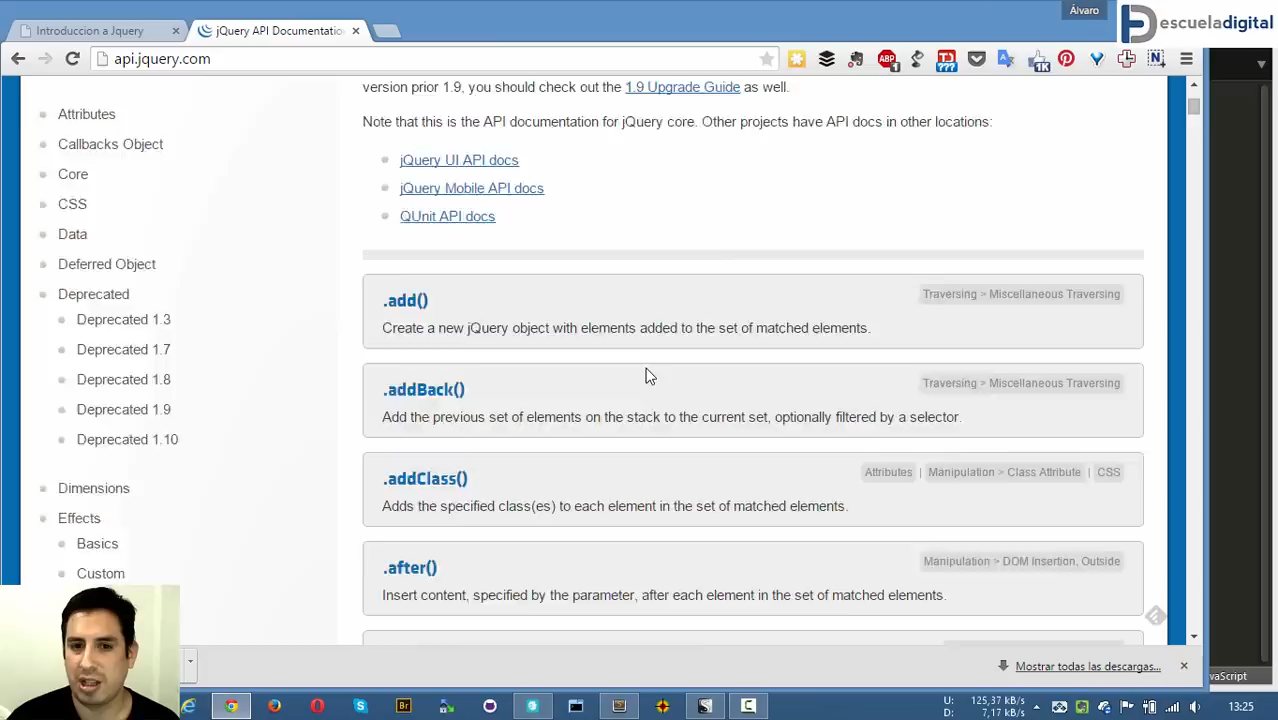 Álvaro
escueladigital
Introduccion a Jquery
jQuery API Documentation
api.jquery.com
ABP
1
???
1K
version prior 1.9, you should check out the 1.9 Upgrade Guide as well.
Note that this is the API documentation for jQuery core. Other projects have API docs in other locations:
jQuery UI API docs
jQuery Mobile API docs
QUnit API docs
Attributes
Callbacks Object
Core
CSS
Data
Deferred Object
Deprecated
Deprecated 1.3
Deprecated 1.7
Deprecated 1.8
Deprecated 1.9
Deprecated 1.10
Dimensions
Effects
Basics
Custom
.add()
Traversing > Miscellaneous Traversing
Create a new jQuery object with elements added to the set of matched elements.
.addBack()
Traversing > Miscellaneous Traversing
Add the previous set of elements on the stack to the current set, optionally filtered by a selector.
.addClass()
Attributes | Manipulation > Class Attribute | CSS
Adds the specified class(es) to each element in the set of matched elements.
.after()
Manipulation > DOM Insertion, Outside
Insert content, specified by the parameter, after each element in the set of matched elements.
Mostrar todas las descargas...
vaScript
Br
U: 125,37 kB/s
D: 7,17 kB/s
13:25